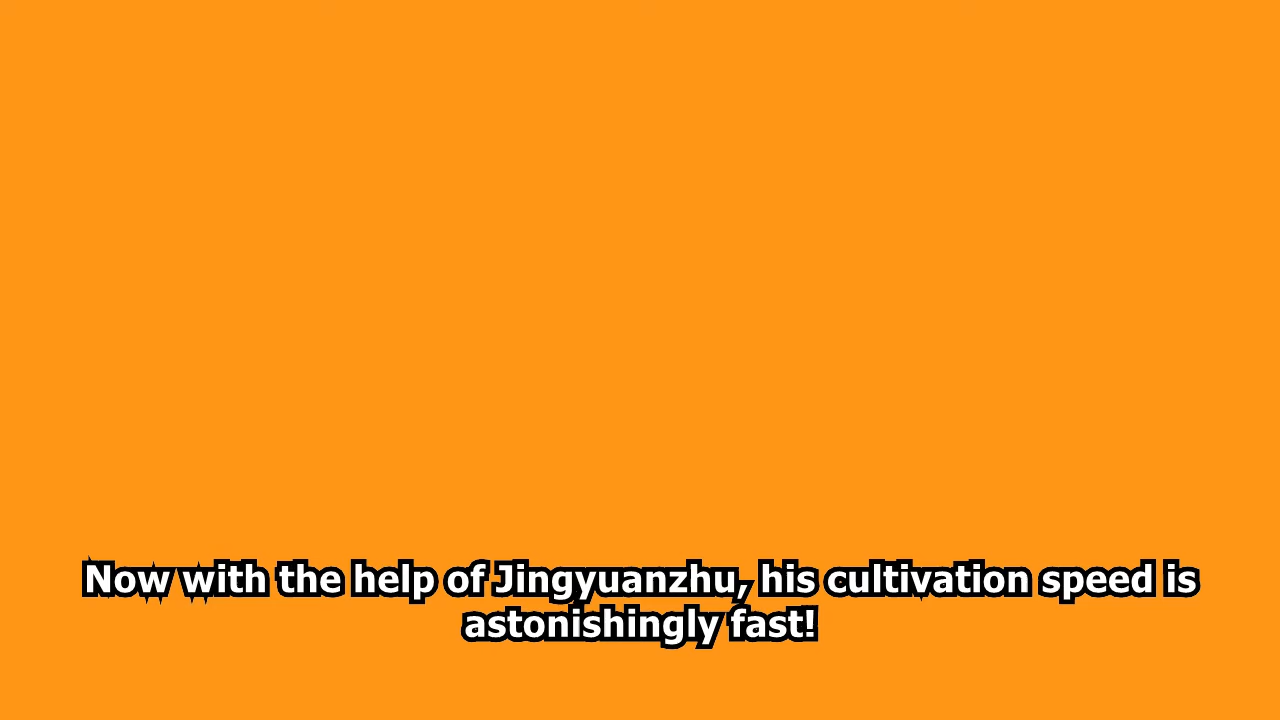 Now with the help of Jingyuanzhu, his cultivation speed is
astonishingly fast!